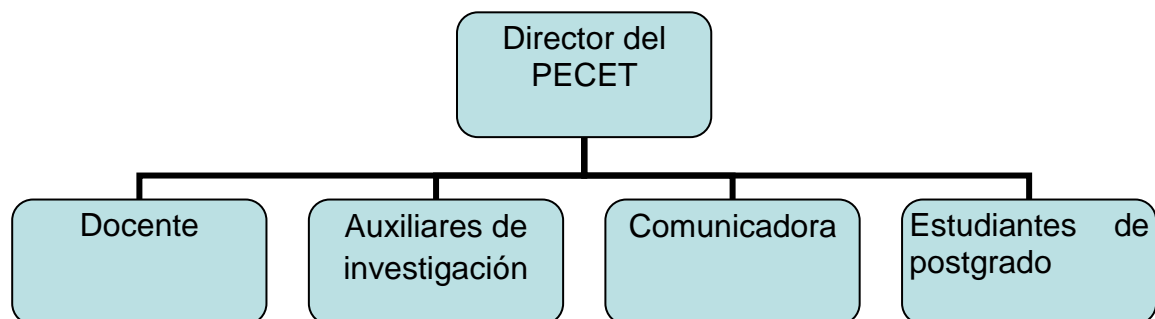 Director del
PECET
Docente
Auxiliares de
investigación
Comunicadora
Estudiantes de
postgrado